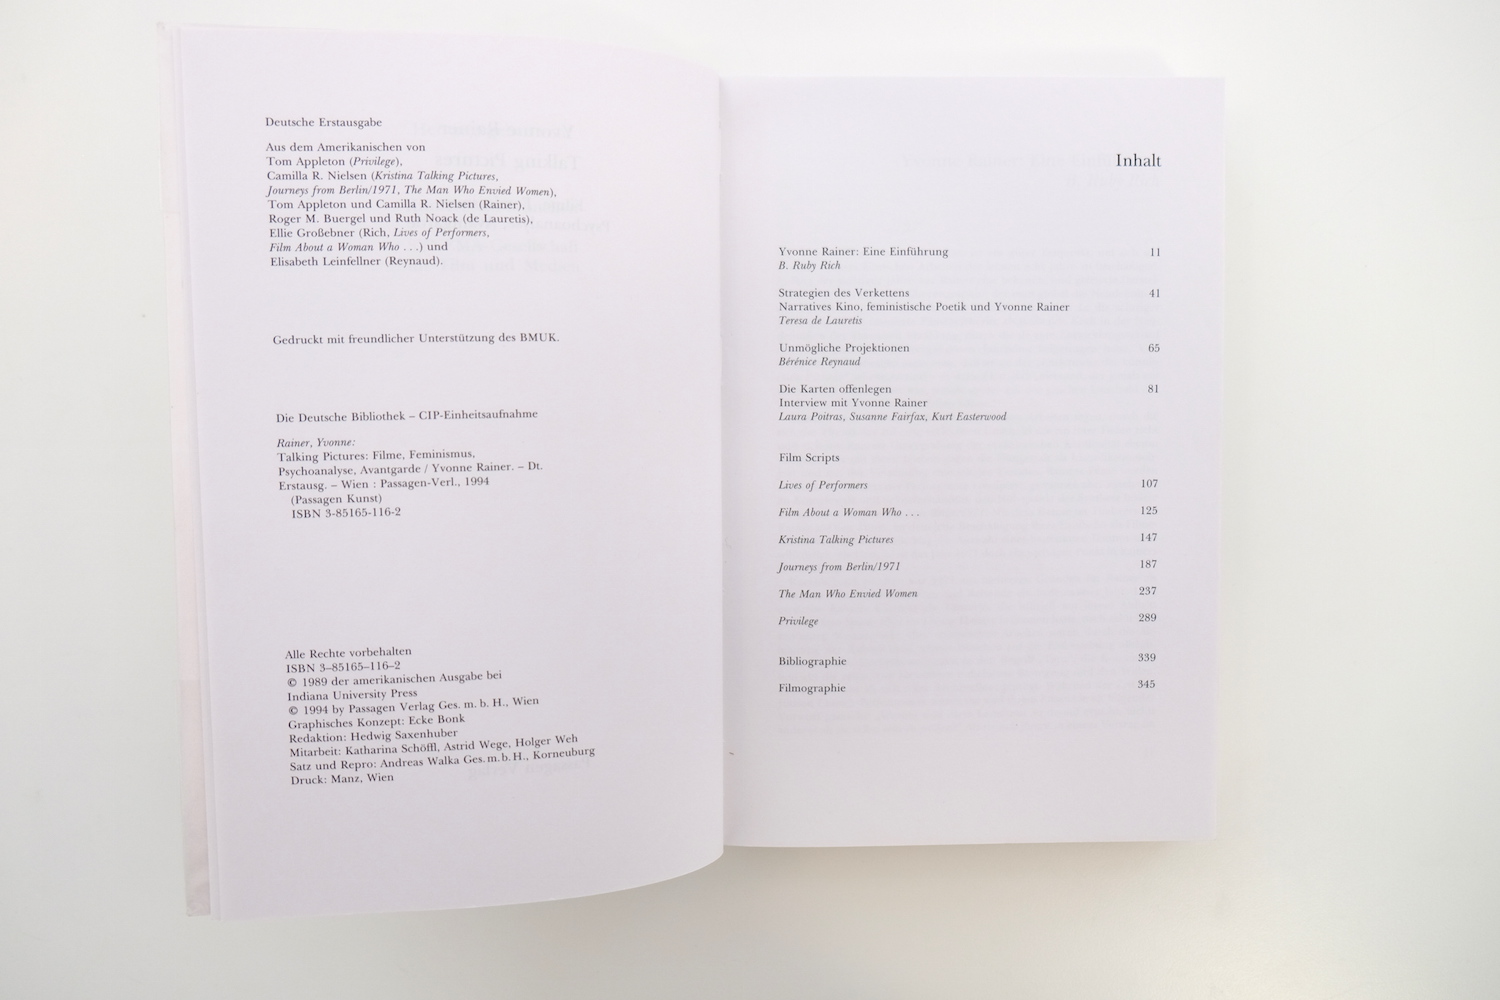 Deutsche Erstausgabe
Aus dem Amerikanischen von
Tom Appleton (Privilege),
Camilla R. Nielsen (Kristina Talking Pictures,
Journeys from Berlin/1971, The Man Who Envied Women),
Tom Appleton und Camilla R. Nielsen (Rainer),
Roger M. Buergel und Ruth Noack (de Lauretis),
Ellie Großebner (Rich, Lives of Performers,
Film About a Woman Who . . .) und
Elisabeth Leinfellner (Reynaud).
Gedruckt mit freundlicher Unterstützung des BMUK.
Die Deutsche Bibliothek – CIP-Einheitsaufnahme
Rainer, Yvonne:
Talking Pictures: Filme, Feminismus,
Psychoanalyse, Avantgarde / Yvonne Rainer. – Dt.
Erstausg. – Wien : Passagen-Verl., 1994
(Passagen Kunst)
ISBN 3-85165-116-2
Alle Rechte vorbehalten
ISBN 3–85165–116–2
© 1989 der amerikanischen Ausgabe bei
Indiana University Press
© 1994 by Passagen Verlag Ges. m. b. H., Wien
Graphisches Konzept: Ecke Bonk
Redaktion: Hedwig Saxenhuber
Mitarbeit: Katharina Schöffl, Astrid Wege, Holger Weh
Satz und Repro: Andreas Walka Ges. m. b. H., Korneuburg
Druck: Manz, Wien
Inhalt
Yvonne Rainer: Eine Einführung 11
B. Ruby Rich
Strategien des Verkettens 41
Narratives Kino, feministische Poetik und Yvonne Rainer
Teresa de Lauretis
Unmögliche Projektionen 65
Bérénice Reynaud
Die Karten offenlegen 81
Interview mit Yvonne Rainer
Laura Poitras, Susanne Fairfax, Kurt Easterwood
Film Scripts
Lives of Performers 107
Film About a Woman Who . . . 125
Kristina Talking Pictures 147
Journeys from Berlin/1971 187
The Man Who Envied Women 237
Privilege 289
Bibliographie 339
Filmographie 345